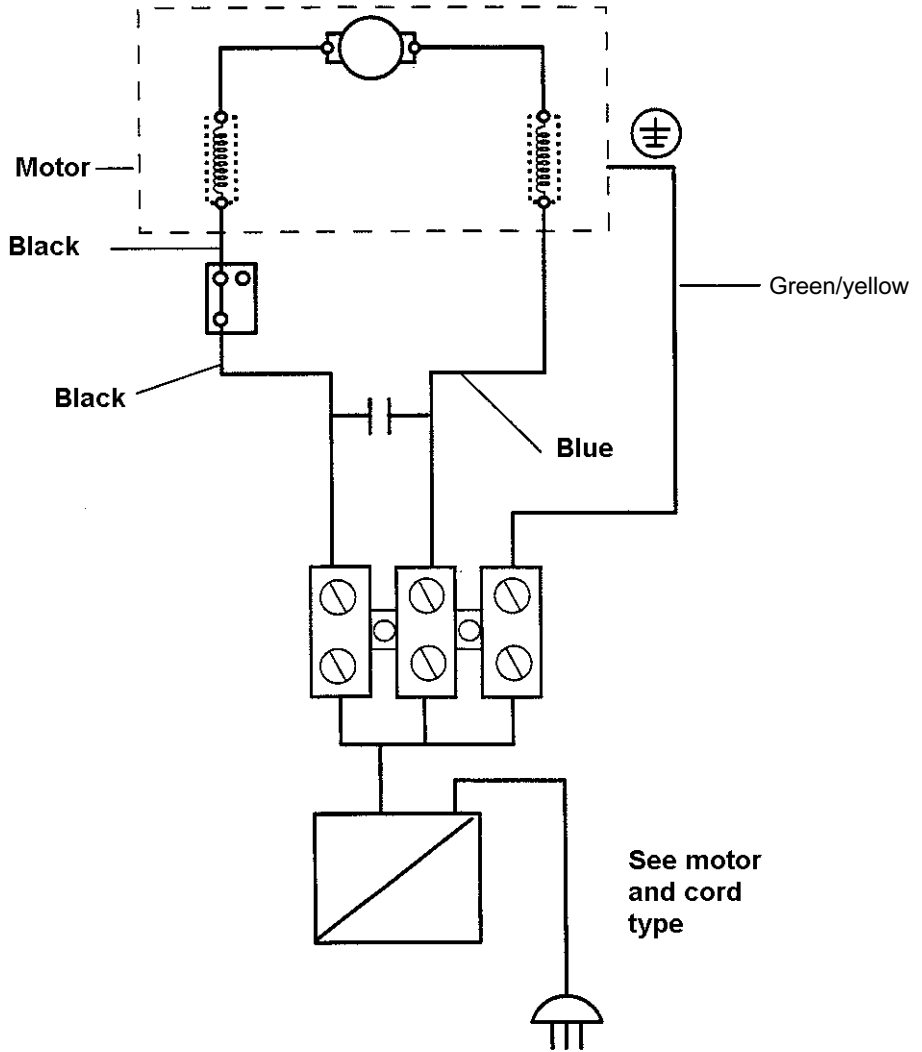 Motor
Black
Green/yellow
Black
Blue
See motor
and cord
type